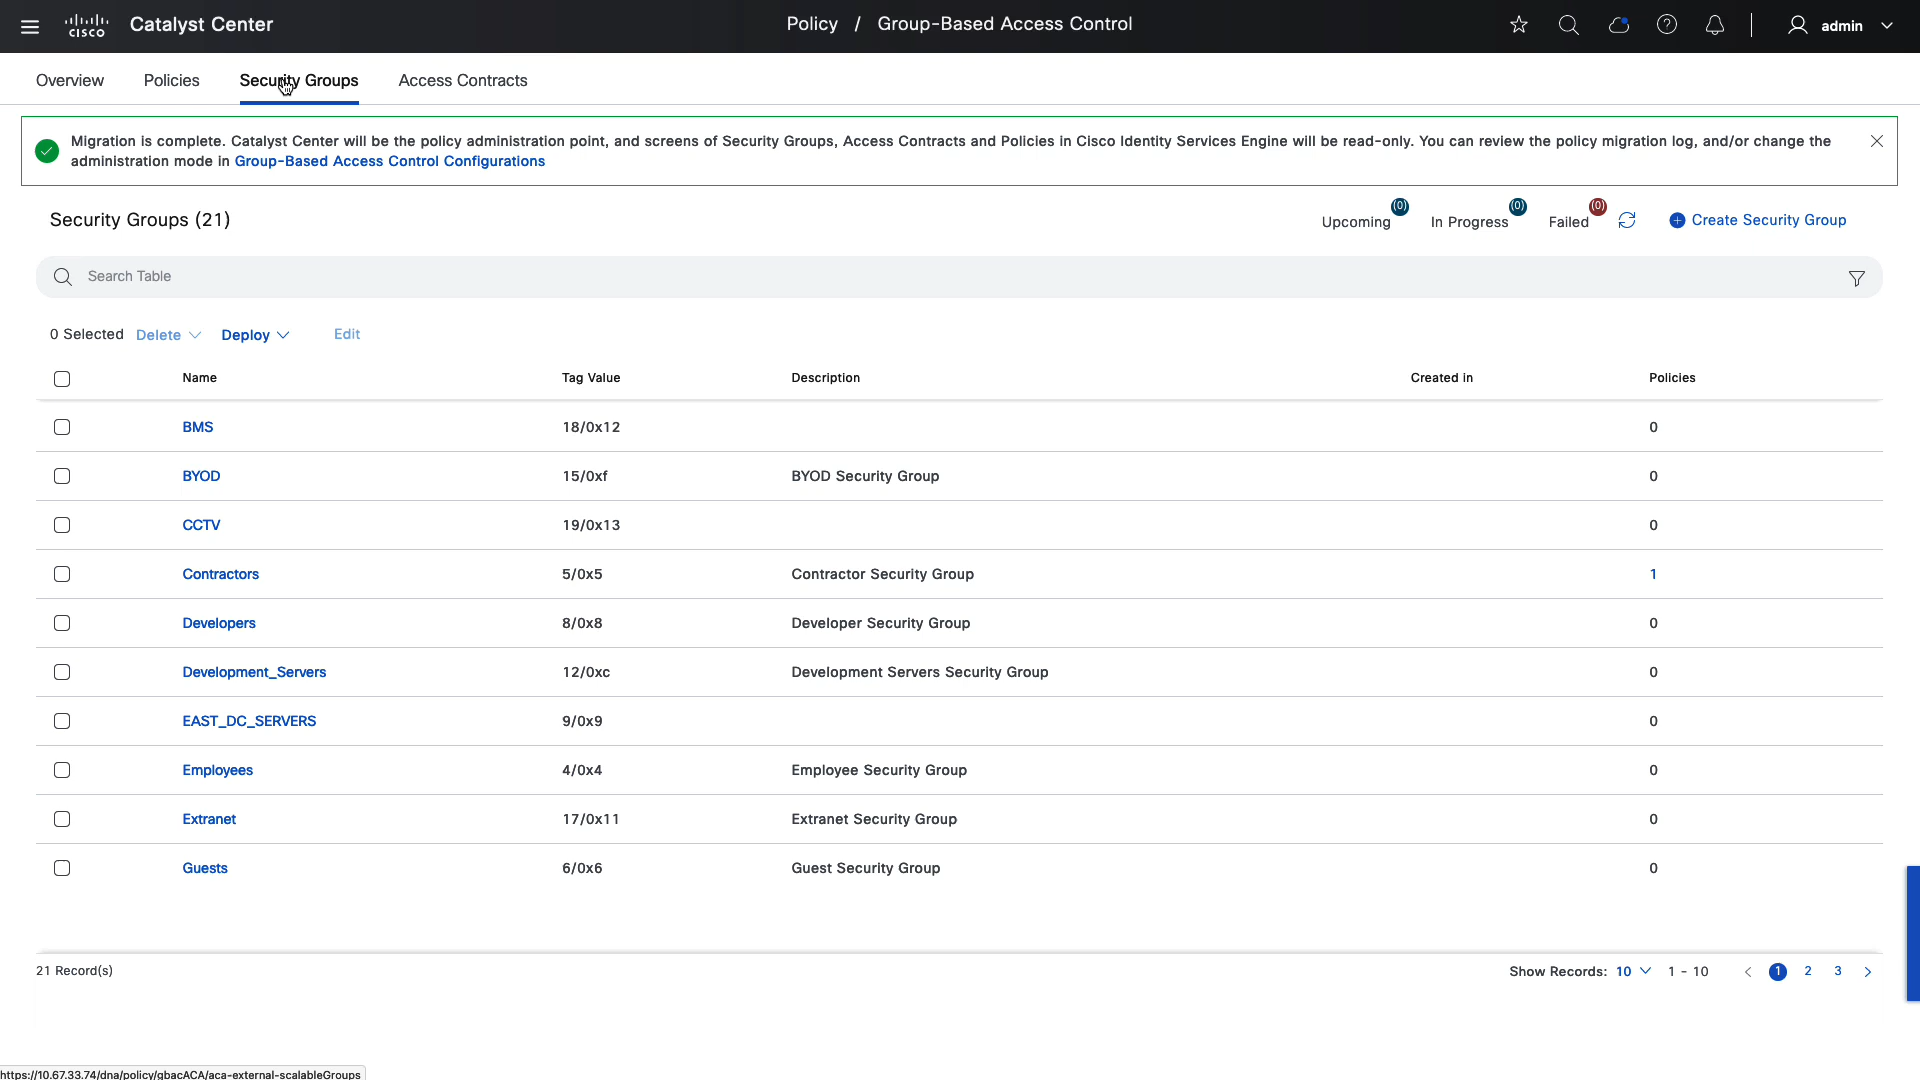 cisco Catalyst Center Policy / Group-Based Access Control admin
Overview Policies Security Groups Access Contracts
Migration is complete. Catalyst Center will be the policy administration point, and screens of Security Groups, Access Contracts and Policies in Cisco Identity Services Engine will be read-only. You can review the policy migration log, and/or change the
administration mode in Group-Based Access Control Configurations
Security Groups (21) Upcoming (0) In Progress (0) Failed (0) Create Security Group
Search Table
0 Selected Delete Deploy Edit
Name Tag Value Description Created in Policies
BMS 18/0x12 0
BYOD 15/0xf BYOD Security Group 0
CCTV 19/0x13 0
Contractors 5/0x5 Contractor Security Group 1
Developers 8/0x8 Developer Security Group 0
Development_Servers 12/0xc Development Servers Security Group 0
EAST_DC_SERVERS 9/0x9 0
Employees 4/0x4 Employee Security Group 0
Extranet 17/0x11 Extranet Security Group 0
Guests 6/0x6 Guest Security Group 0
21 Record(s) Show Records: 10 1 - 10 < 1 2 3 >
https://10.67.33.74/dna/policy/gbacACA/aca-external-scalableGroups